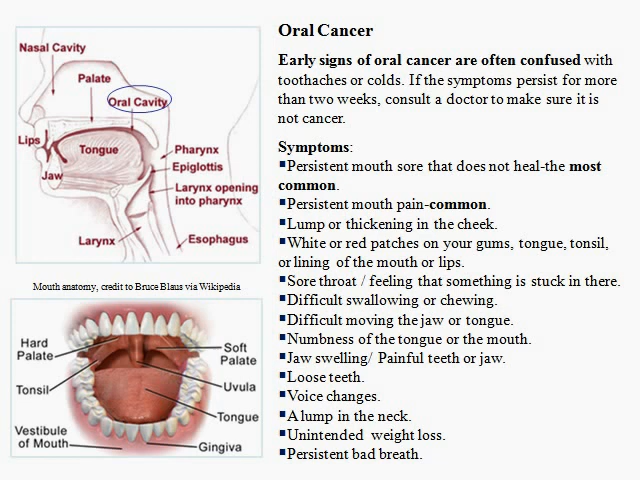 Nasal Cavity
Palate
Oral Cavity
Lips
Tongue
Pharynx
Epiglottis
Jaw
Larynx opening
into pharynx
Larynx
Esophagus
Mouth anatomy, credit to Bruce Blaus via Wikipedia
Hard
Palate
Soft
Palate
Tonsil
Uvula
Tongue
Vestibule
of Mouth
Gingiva
Oral Cancer
Early signs of oral cancer are often confused with
toothaches or colds. If the symptoms persist for more
than two weeks, consult a doctor to make sure it is
not cancer.
Symptoms:
▪Persistent mouth sore that does not heal-the most
common.
▪Persistent mouth pain-common.
▪Lump or thickening in the cheek.
▪White or red patches on your gums, tongue, tonsil,
or lining of the mouth or lips.
▪Sore throat / feeling that something is stuck in there.
▪Difficult swallowing or chewing.
▪Difficult moving the jaw or tongue.
▪Numbness of the tongue or the mouth.
▪Jaw swelling/ Painful teeth or jaw.
▪Loose teeth.
▪Voice changes.
▪A lump in the neck.
▪Unintended weight loss.
▪Persistent bad breath.